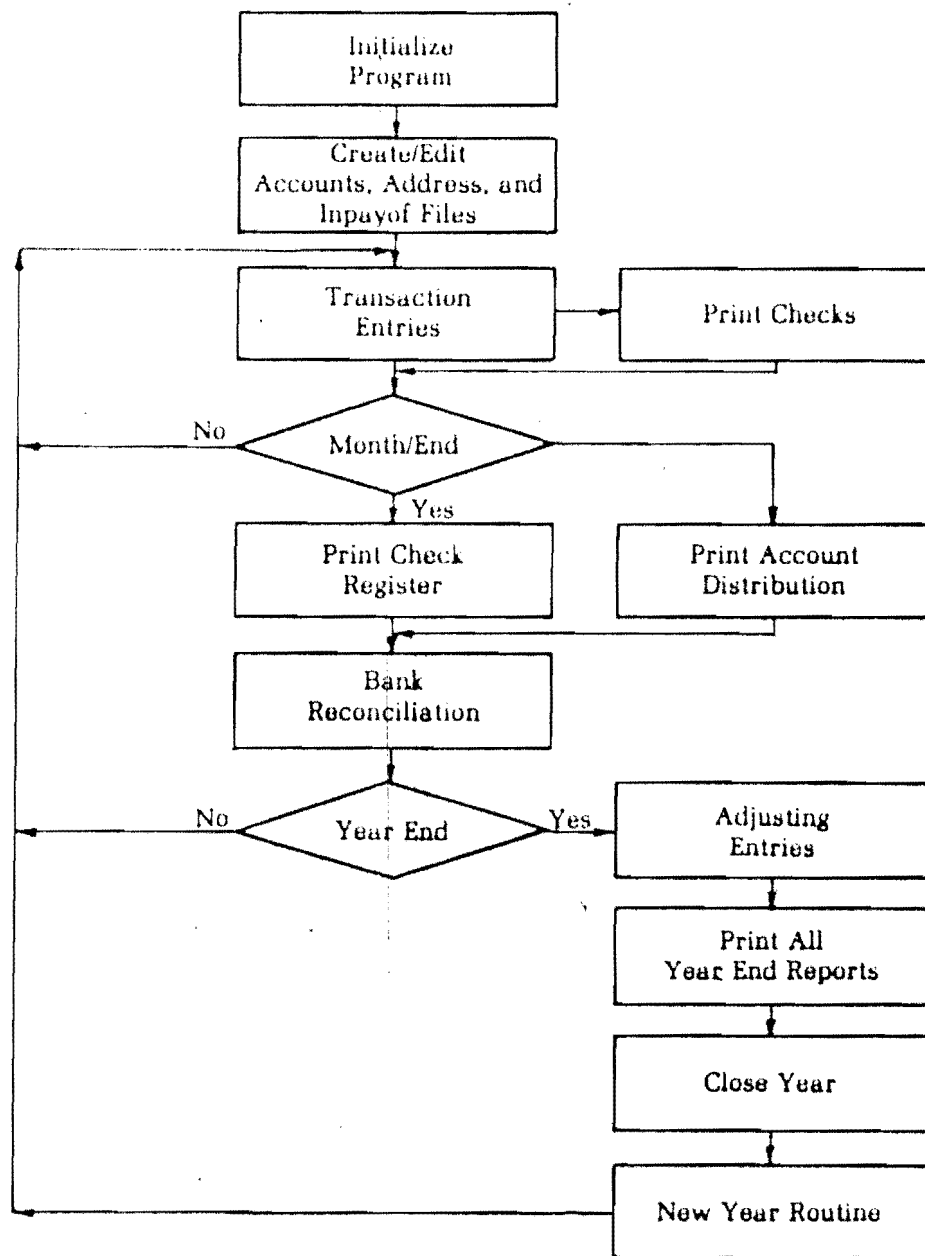 Initialize
Program
Create/Edit
Accounts, Address, and
Inpayof Files
Transaction
Entries
Print Checks
No
Month/End
Yes
Print Check
Register
Print Account
Distribution
Bank
Reconciliation
No
Year End
Yes
Adjusting
Entries
Print All
Year End Reports
Close Year
New Year Routine